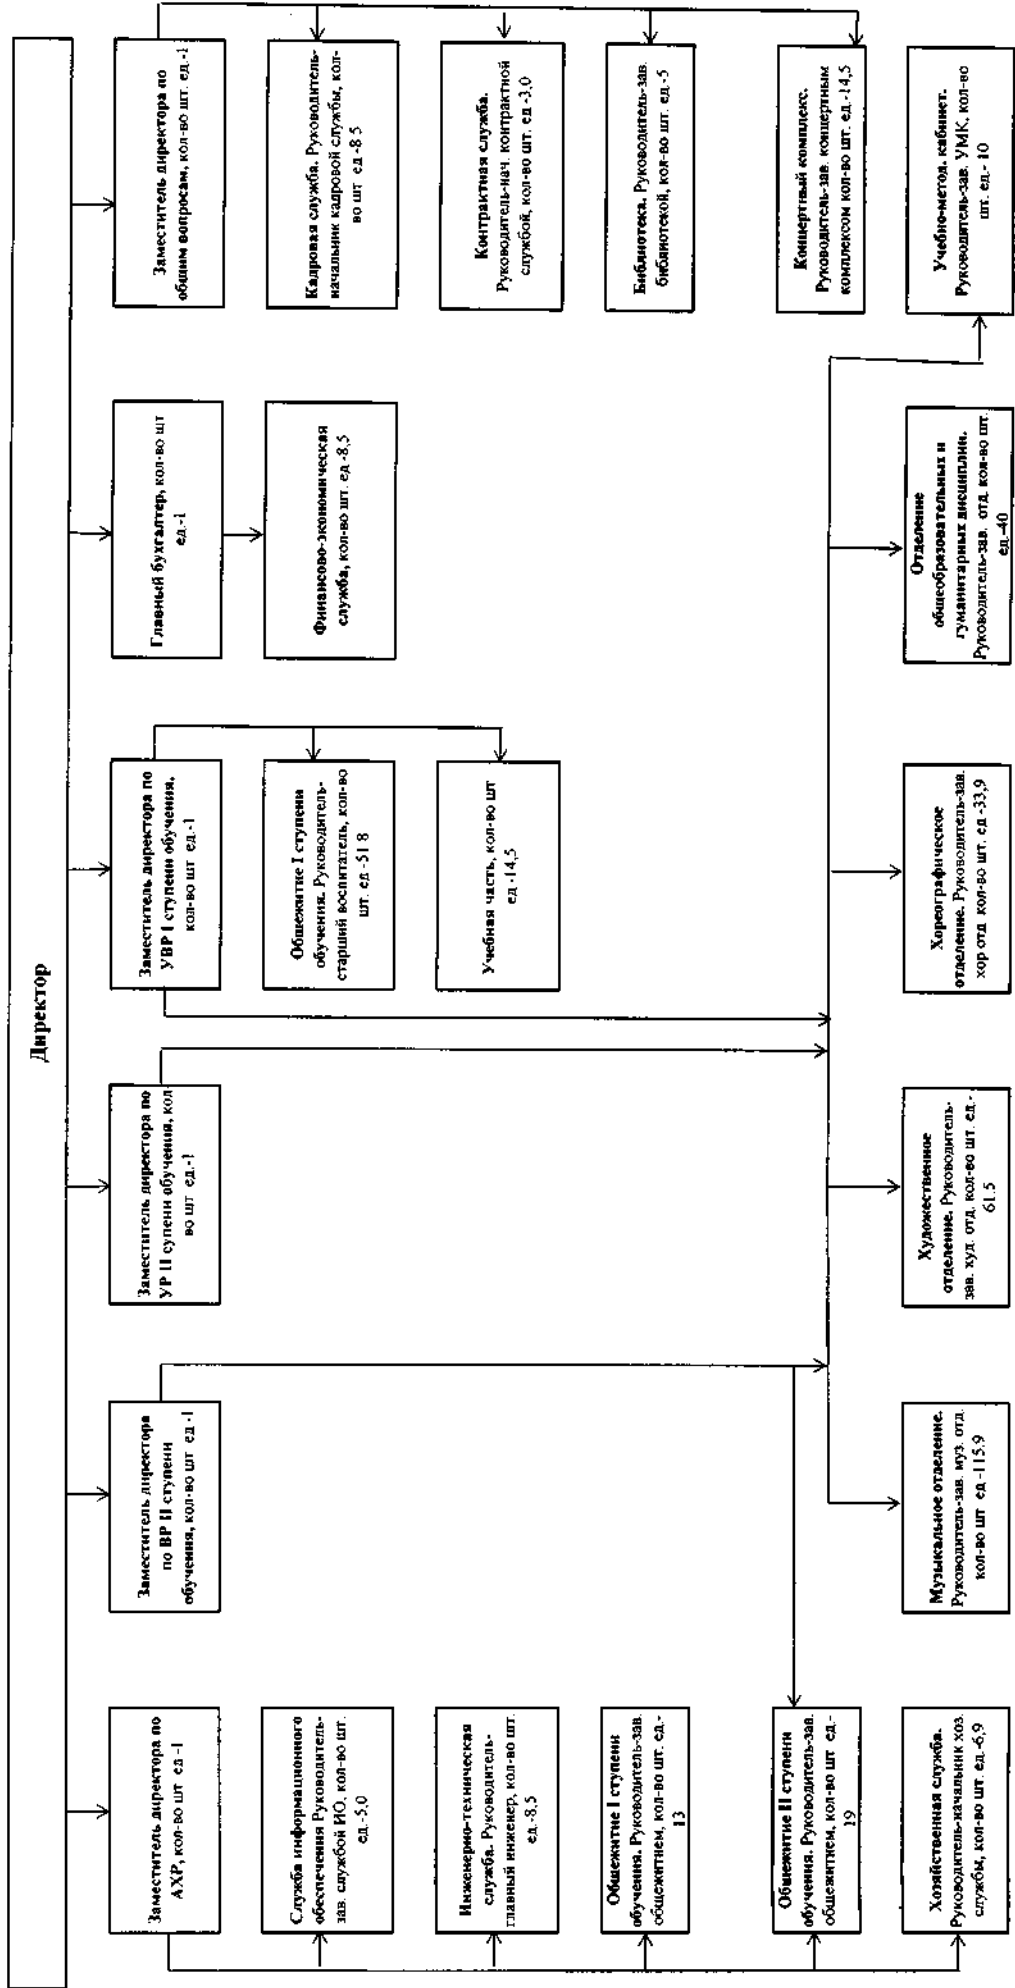 Директор
Заместитель директора по
АХР, кол-во шт ед -1
Заместитель директора
по ВР II ступени
обучения, кол-во шт ед -1
Заместитель директора по
УР II супени обучения, кол
во шт ед.-1
Заместитель директора по
УВР I ступени обучения,
кол-во шт ед.-1
Главный бухгалтер, кол-во шт
ед.-1
Заместитель директора по
общим вопросам, кол-во шт. ед.-1
Служба информационного
обеспечения Руководитель-
зав. службой ИО, кол-во шт.
ед.-5,0
Общежитие I ступени
обучения. Руководитель-
старший воспитатель, кол-во
шт. ед -51 8
Финансово-экономическая
служба, кол-во шт. ед -8,5
Кадровая служба. Руководитель-
начальник кадровой службы, кол-
во шт ед -8 5
Инженерно-техническая
служба. Руководитель-
главный инженер, кол-во шт.
ед.-8,5
Учебная часть, кол-во шт
ед -14,5
Контрактная служба.
Руководитель-нач. контрактной
службой, кол-во шт. ед -3,0
Общежитие I ступени
обучения. Руководитель-зав.
общежитием, кол-во шт. ед.-
13
Библиотека. Руководитель-зав.
библиотекой, кол-во шт. ед.-5
Общежитие II ступени
обучения. Руководитель-зав.
общежитием, кол-во шт ед.-
19
Концертный комплекс.
Руководитель-зав. концертным
комплексом кол-во шт. ед.-14,5
Хозяйственная служба.
Руководитель-начальник хоз.
службы, кол-во шт. ед.-6,9
Музыкальное отделение.
Руководитель-зав. муз. отд.
кол-во шт ед -115.9
Художественное
отделение. Руководитель-
зав. худ. отд. кол-во шт. ед.-
61.5
Хореографическое
отделение. Руководитель-зав.
хор отд кол-во шт. ед -33,9
Отделение
общеобразовательных и
гуманитарных дисциплин.
Руководитель-зав. отд. кол-во шт.
ед.-40
Учебно-метод. кабинет.
Руководитель-зав. УМК, кол-во
шт. ед.- 10